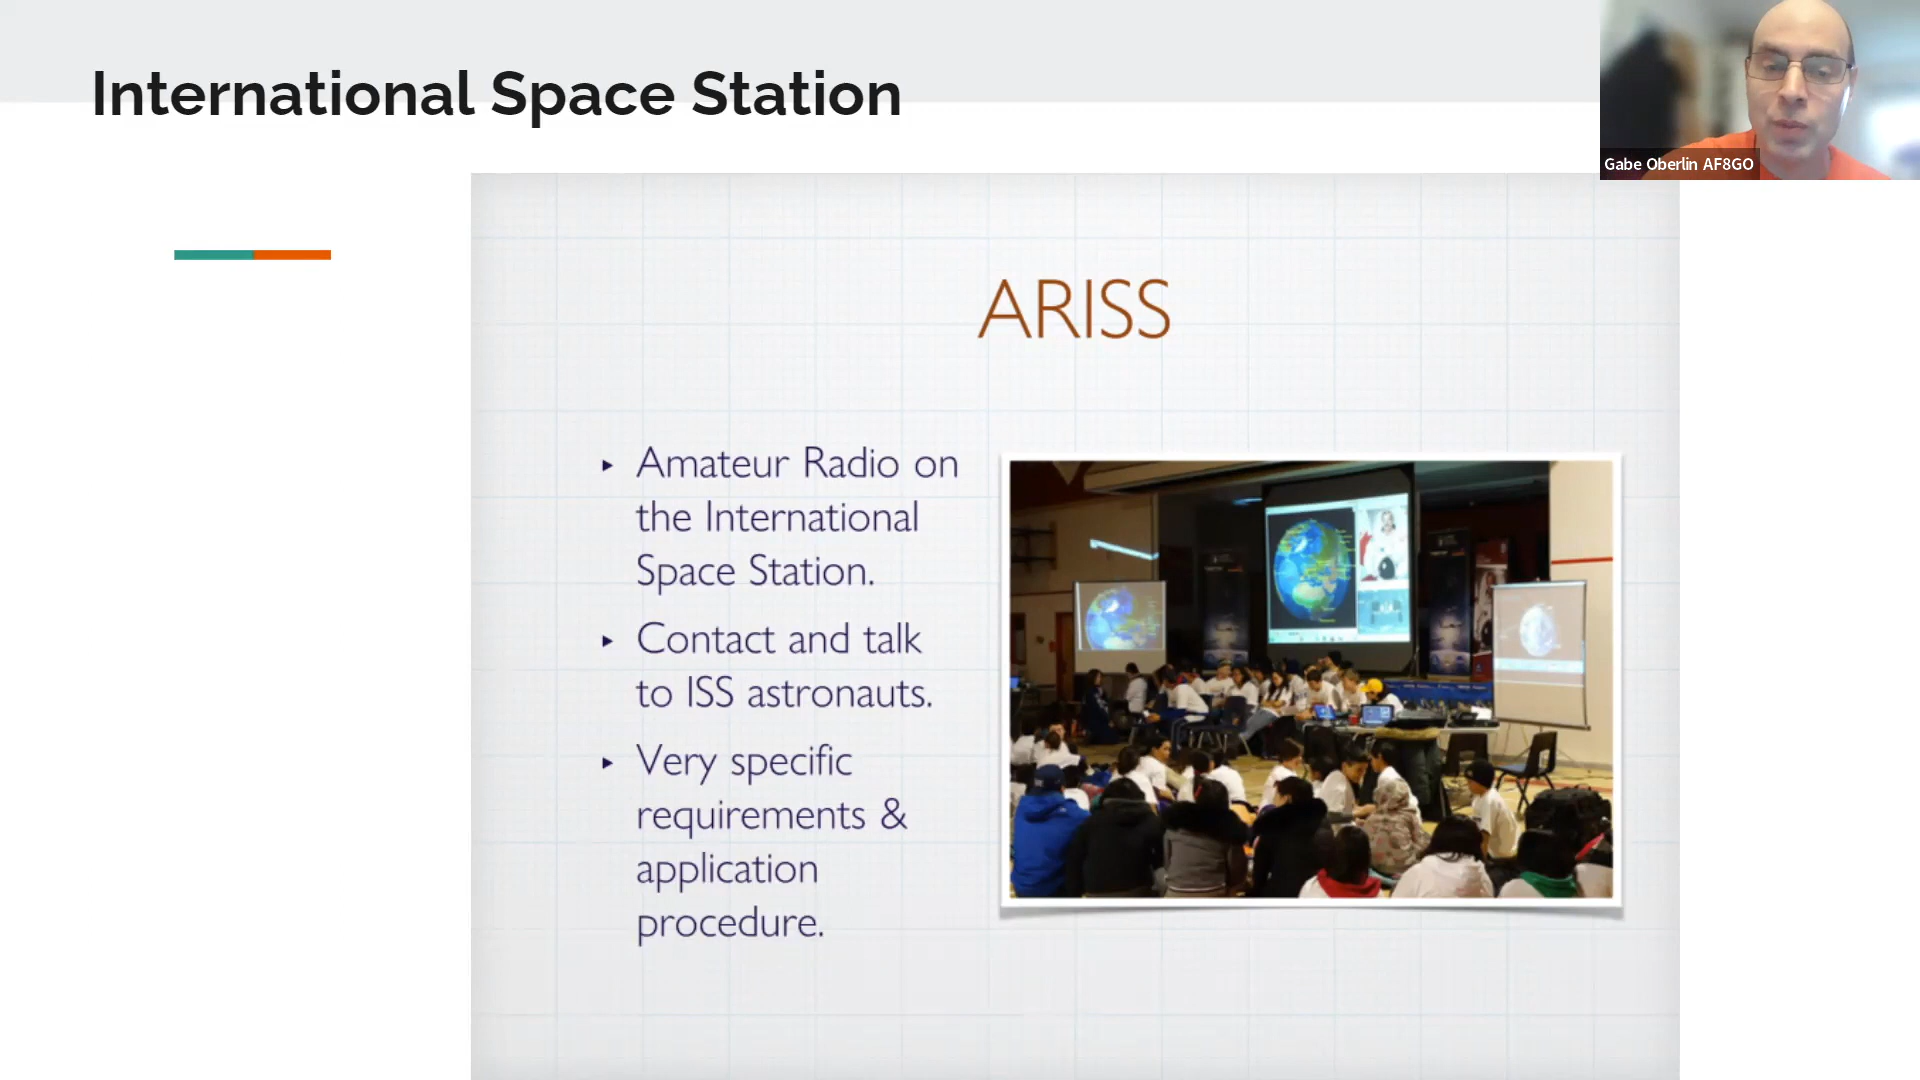 International Space Station
Gabe Oberlin AF8GO
ARISS
‣ Amateur Radio on
the International
Space Station.
‣ Contact and talk
to ISS astronauts.
‣ Very specific
requirements &
application
procedure.